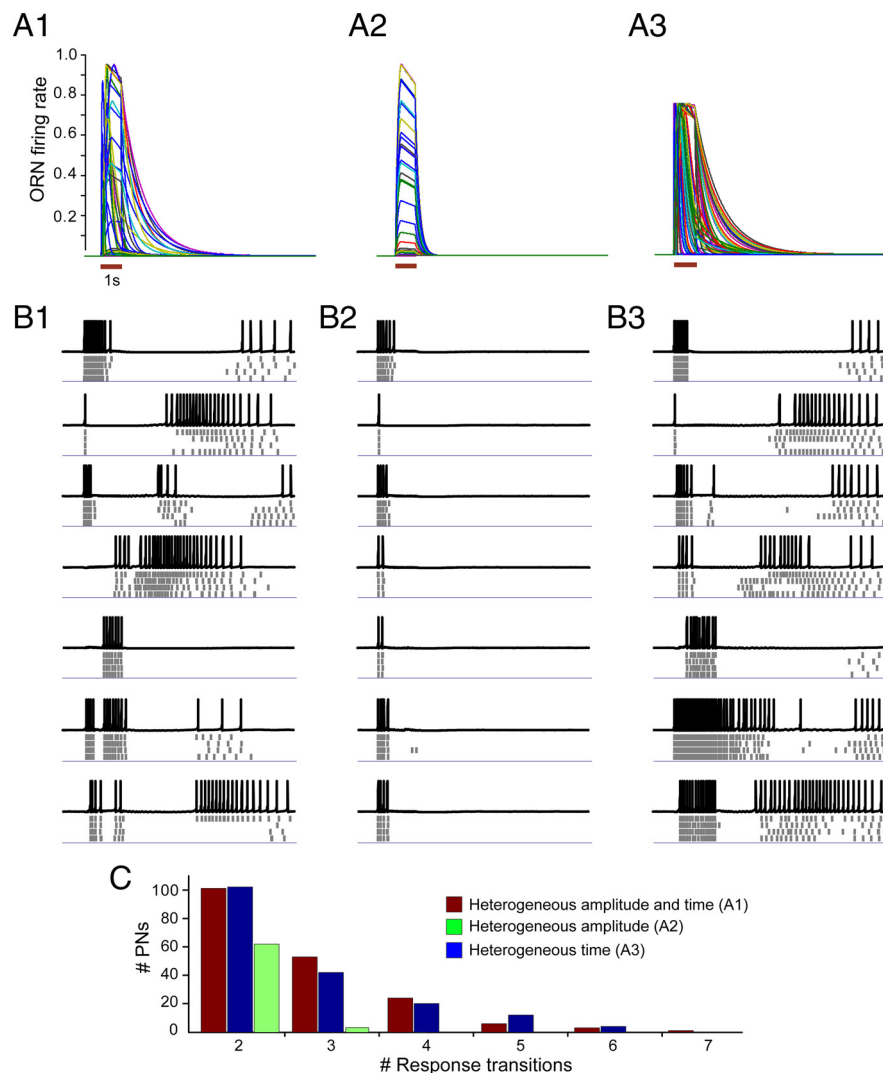 A1
A2
A3
ORN firing rate
1.0
0.8
0.6
0.4
0.2
1s
B1
B2
B3
C
# PNs
100
80
60
40
20
0
Heterogeneous amplitude and time (A1)
Heterogeneous amplitude (A2)
Heterogeneous time (A3)
2
3
4
5
6
7
# Response transitions